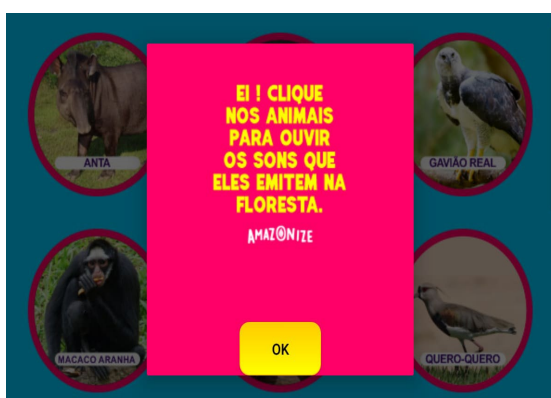 EI ! CLIQUE
NOS ANIMAIS
PARA OUVIR
OS SONS QUE
ELES EMITEM NA
FLORESTA.
AMAZONIZE
OK
ANTA
GAVIÃO REAL
MACACO ARANHA
QUERO-QUERO